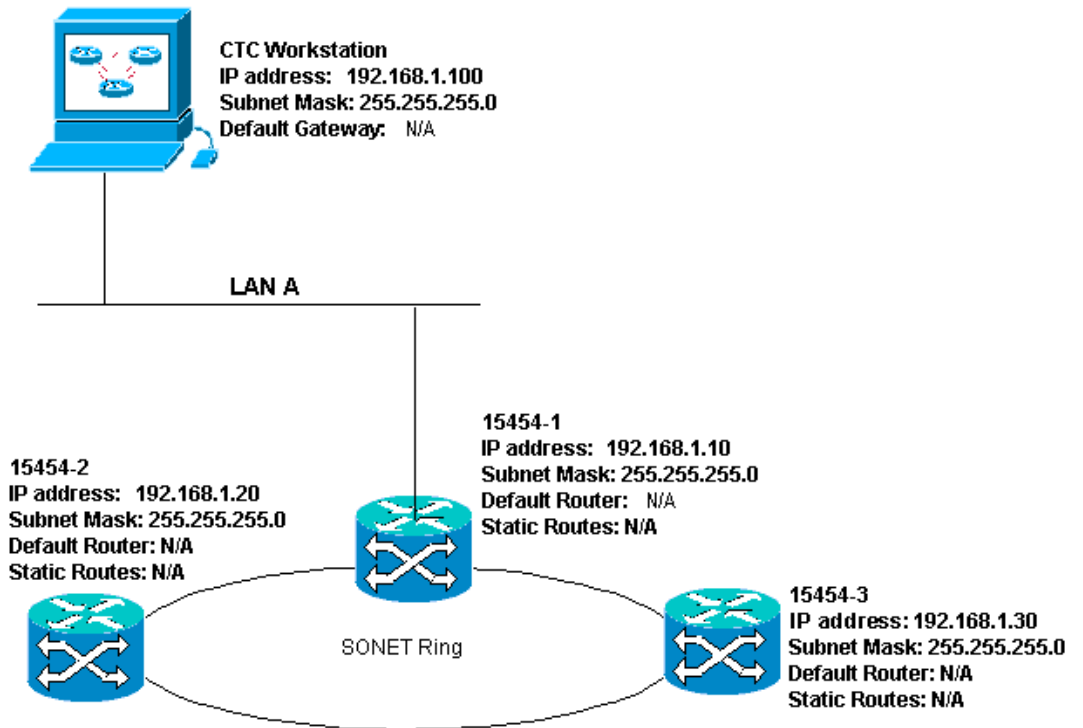 CTC Workstation
IP address: 192.168.1.100
Subnet Mask: 255.255.255.0
Default Gateway: N/A
LAN A
15454-1
IP address: 192.168.1.10
Subnet Mask: 255.255.255.0
Default Router: N/A
Static Routes: N/A
15454-2
IP address: 192.168.1.20
Subnet Mask: 255.255.255.0
Default Router: N/A
Static Routes: N/A
15454-3
IP address: 192.168.1.30
Subnet Mask: 255.255.255.0
Default Router: N/A
Static Routes: N/A
SONET Ring